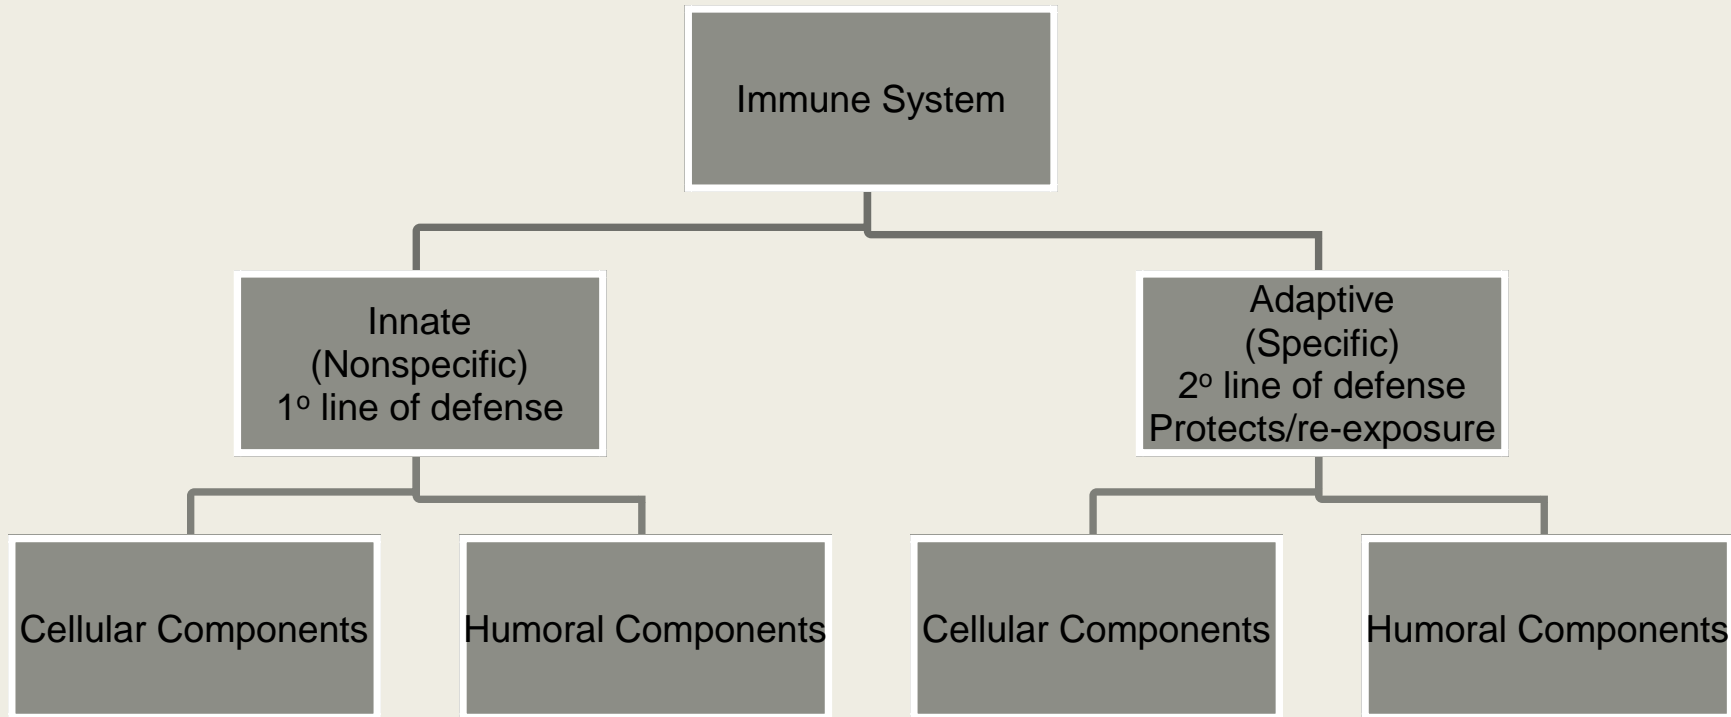 Immune System
Innate
(Nonspecific)
1º line of defense
Adaptive
(Specific)
2º line of defense
Protects/re-exposure
Cellular Components
Humoral Components
Cellular Components
Humoral Components